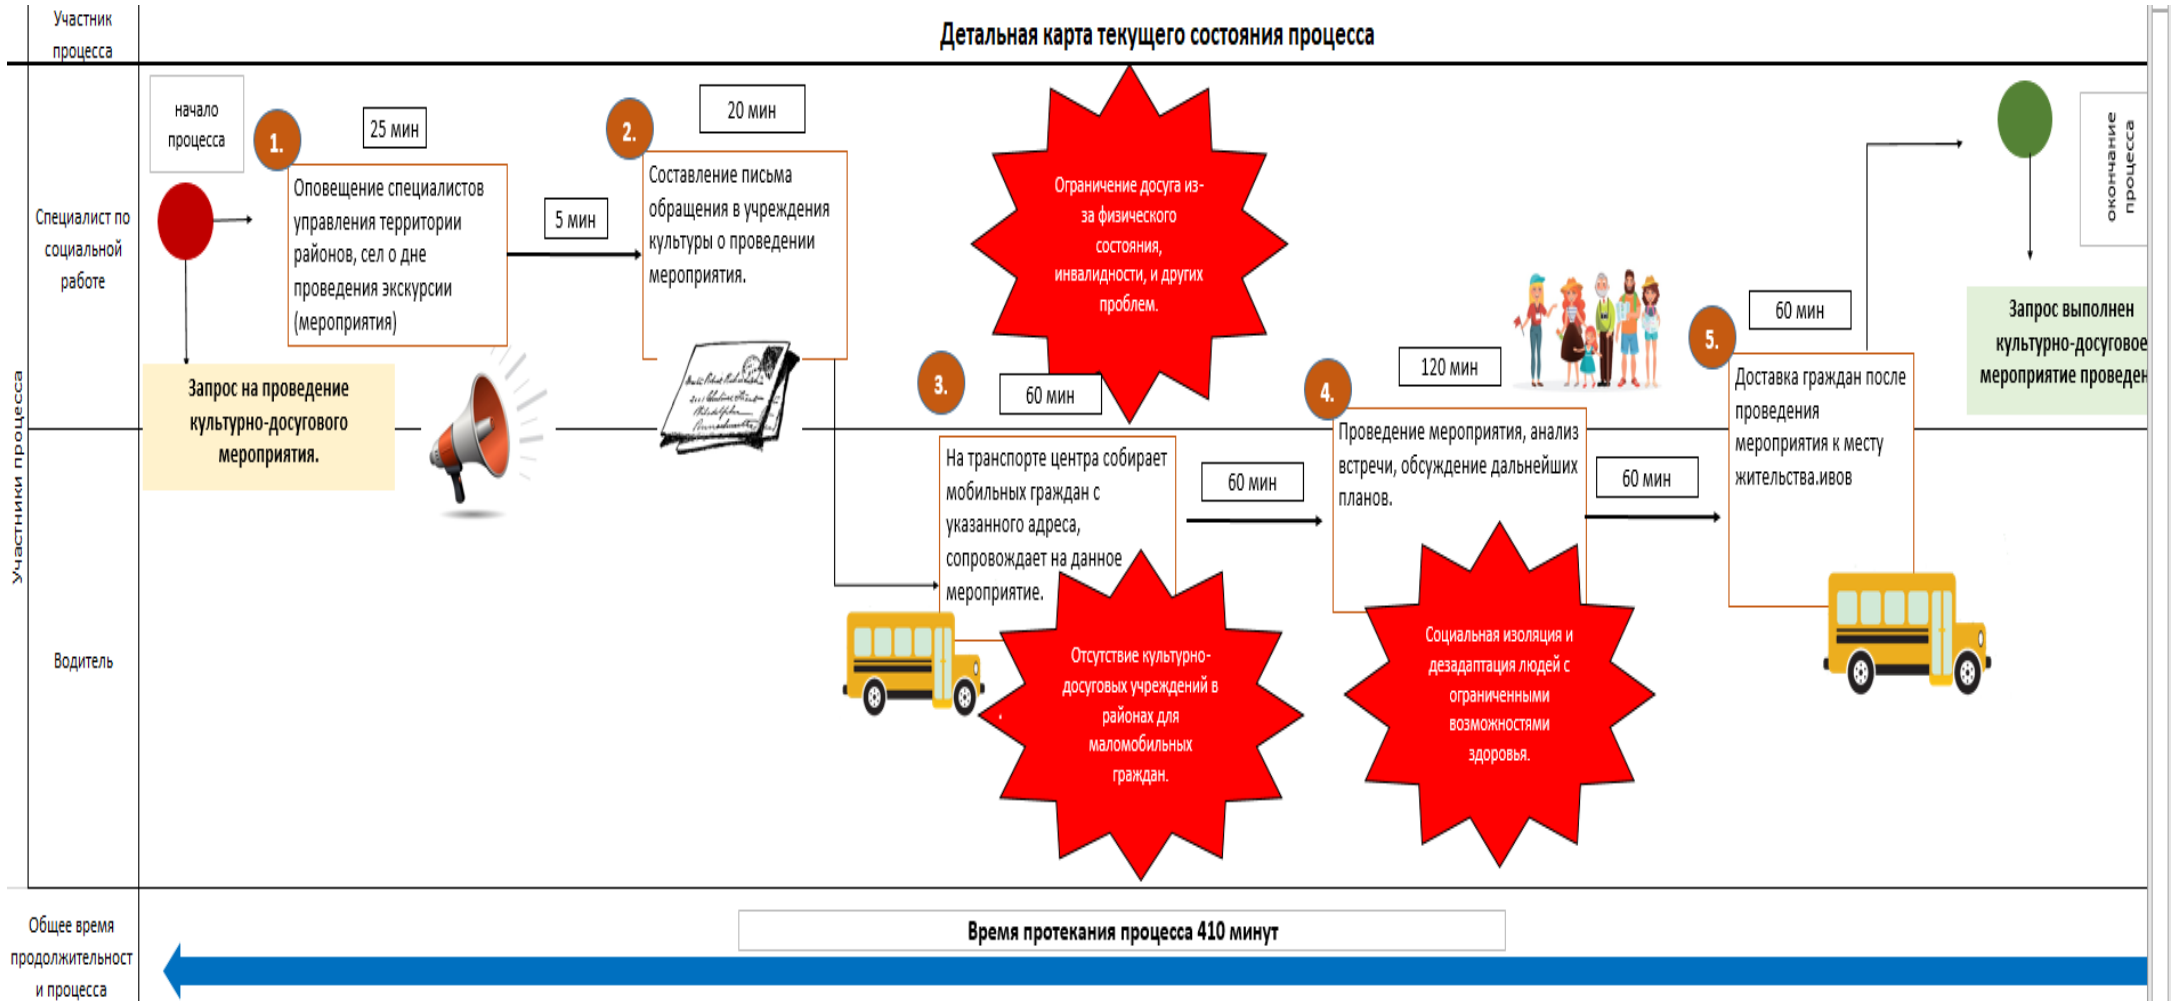 Участник
процесса
Детальная карта текущего состояния процесса
начало
процесса
1.
25 мин
Оповещение специалистов
управления территории
районов, сел о дне
проведения экскурсии
(мероприятия)
5 мин
2.
20 мин
Составление письма
обращения в учреждения
культуры о проведении
мероприятия.
Ограничение досуга из-
за физического
состояния,
инвалидности, и других
проблем.
окончание
процесса
Специалист по
социальной
работе
Запрос на проведение
культурно-досугового
мероприятия.
3.
60 мин
На транспорте центра собирает
мобильных граждан с
указанного адреса,
сопровождает на данное
мероприятие.
60 мин
4.
120 мин
Проведение мероприятия, анализ
встречи, обсуждение дальнейших
планов.
60 мин
5.
60 мин
Доставка граждан после
проведения
мероприятия к месту
жительства.ивов
Запрос выполнен
культурно-досуговое
мероприятие проведен
Участники процесса
Водитель
Отсутствие культурно-
досуговых учреждений в
районах для
маломобильных
граждан.
Социальная изоляция и
дезадаптация людей с
ограниченными
возможностями
здоровья.
Общее время
продолжительност
и процесса
Время протекания процесса 410 минут